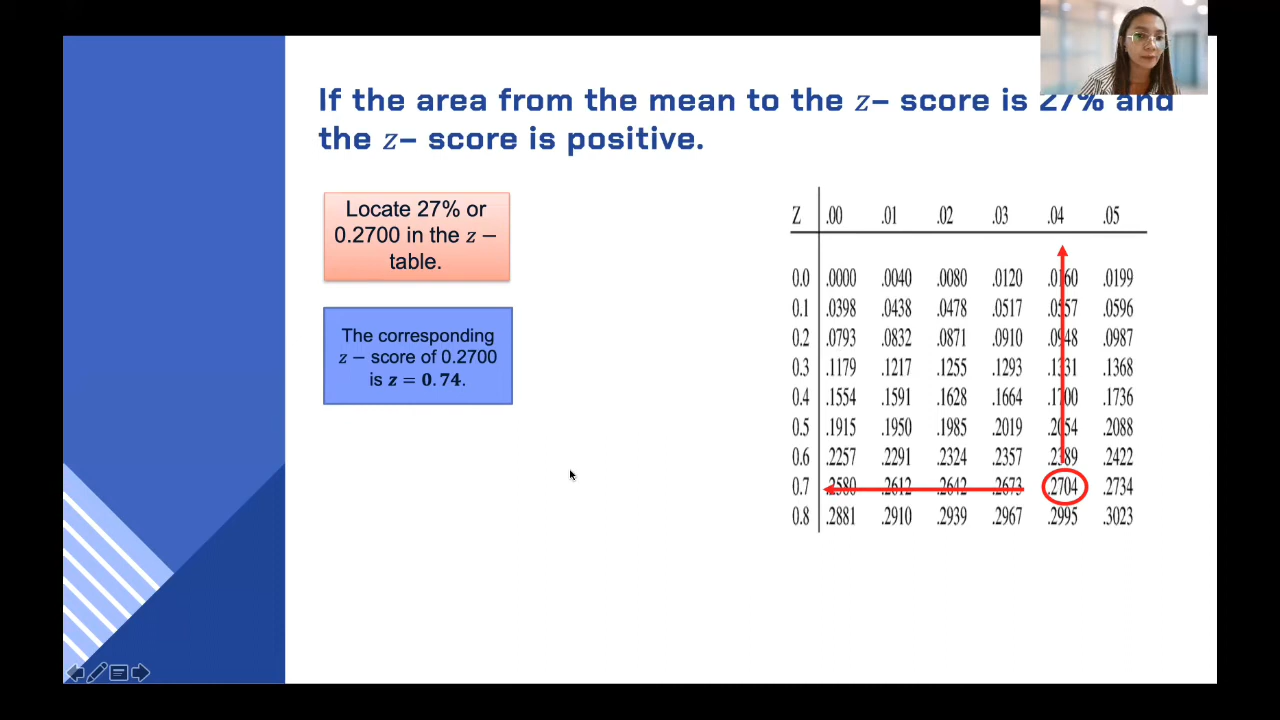 If the area from the mean to the z– score is 27% and
the z– score is positive.
Locate 27% or
0.2700 in the z –
table.
The corresponding
z – score of 0.2700
is z = 0.74.
Z .00 .01 .02 .03 .04 .05
0.0 .0000 .0040 .0080 .0120 .0160 .0199
0.1 .0398 .0438 .0478 .0517 .0557 .0596
0.2 .0793 .0832 .0871 .0910 .0948 .0987
0.3 .1179 .1217 .1255 .1293 .1331 .1368
0.4 .1554 .1591 .1628 .1664 .1700 .1736
0.5 .1915 .1950 .1985 .2019 .2054 .2088
0.6 .2257 .2291 .2324 .2357 .2389 .2422
0.7 .2580 .2612 .2642 .2673 .2704 .2734
0.8 .2881 .2910 .2939 .2967 .2995 .3023